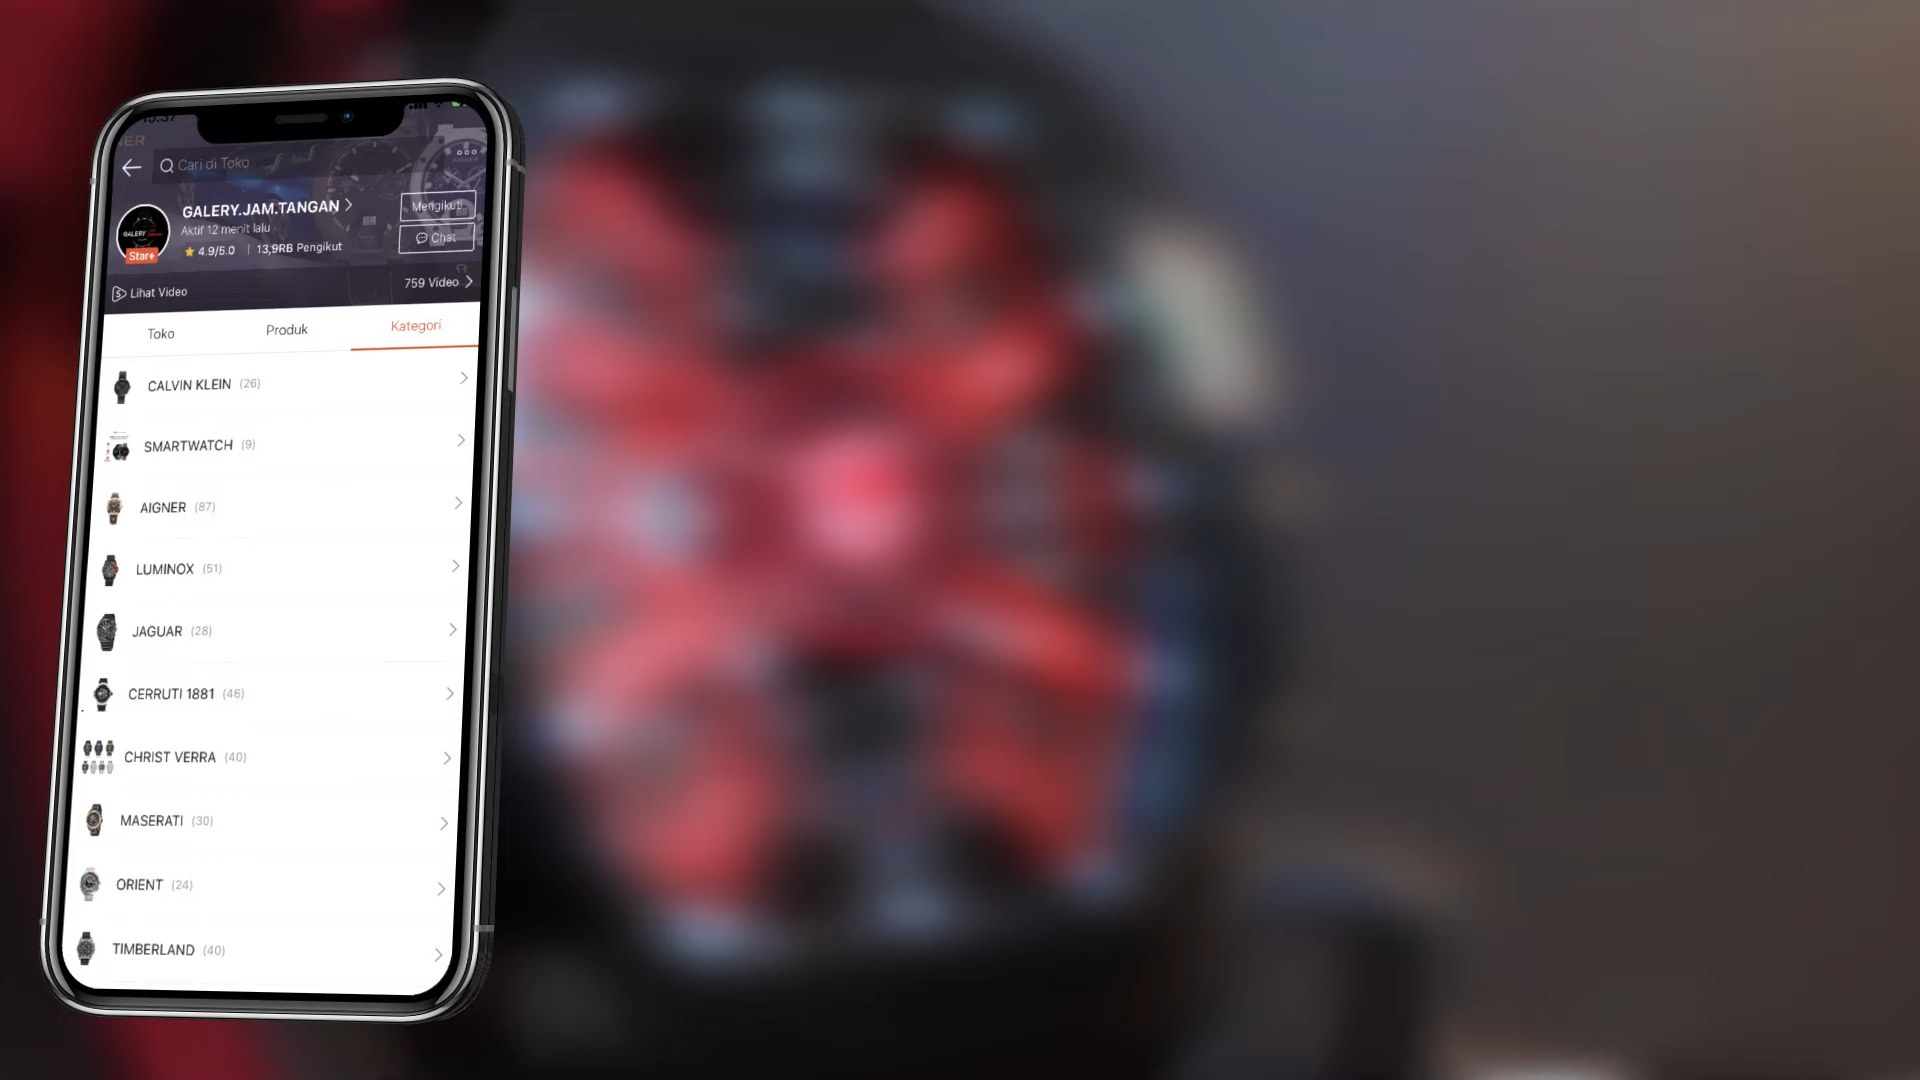 Cari di Toko
GALERY.JAM.TANGAN
Mengikuti
Aktif 12 menit lalu
Star+
4.9/5.0 | 13,9RB Pengikut
Chat
Lihat Video
759 Video
Toko
Produk
Kategori
CALVIN KLEIN (26)
SMARTWATCH (9)
AIGNER (87)
LUMINOX (51)
JAGUAR (28)
CERRUTI 1881 (46)
CHRIST VERRA (40)
MASERATI (30)
ORIENT (24)
TIMBERLAND (40)